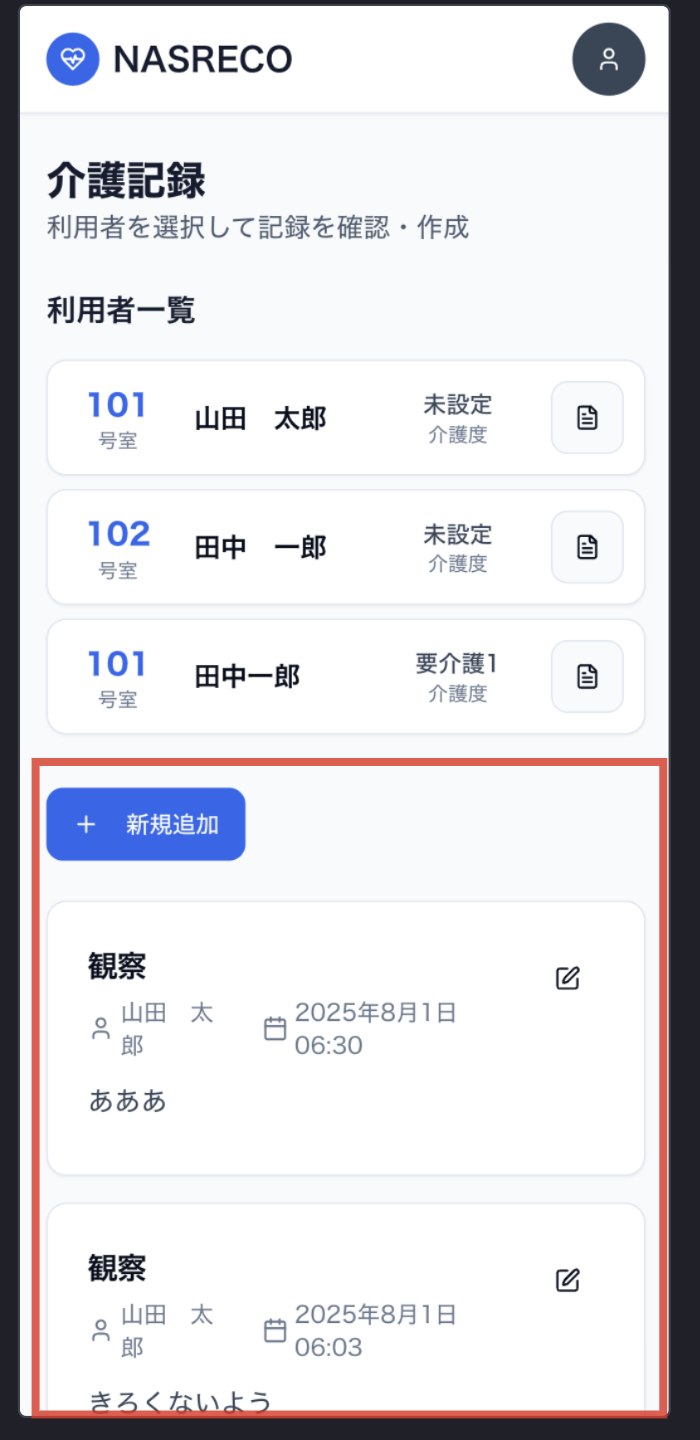 NASRECO
介護記録
利用者を選択して記録を確認・作成
利用者一覧
101
号室
山田　太郎
未設定
介護度
102
号室
田中　一郎
未設定
介護度
101
号室
田中一郎
要介護1
介護度
+ 新規追加
観察
山田　太
郎
2025年8月1日
06:30
あああ
観察
山田　太
郎
2025年8月1日
06:03
きろくないよう